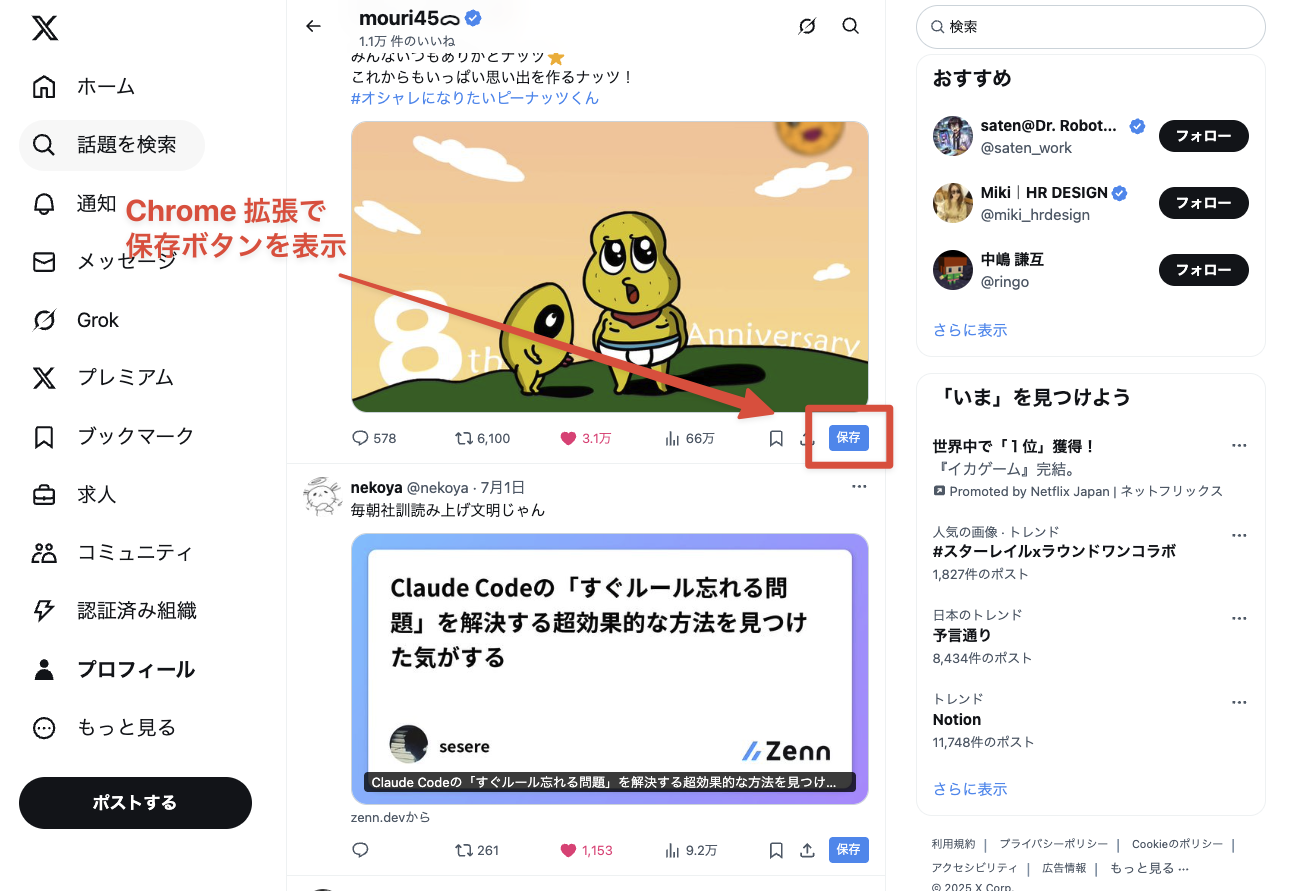 ホーム
話題を検索
通知
メッセージ
Grok
プレミアム
ブックマーク
求人
コミュニティ
認証済み組織
プロフィール
もっと見る
ポストする
Chrome 拡張で
保存ボタンを表示
mouri45
1.1万 件のいいね
みんないつもありがとナッツ⭐
これからもいっぱい思い出を作るナッツ！
#オシャレになりたいピーナッツくん
8th Anniversary
578 6,100 3.1万 66万 保存
nekoya @nekoya · 7月1日
毎朝社訓読み上げ文明じゃん
Claude Codeの「すぐルール忘れる問
題」を解決する超効果的な方法を見つけ
た気がする
sesere
Zenn
Claude Codeの「すぐルール忘れる問題」を解決する超効果的な方法を見つけ...
zenn.devから
261 1,153 9.2万 保存
検索
おすすめ
saten@Dr. Robot...
@saten_work
フォロー
Miki｜HR DESIGN
@miki_hrdesign
フォロー
中嶋 謙互
@ringo
フォロー
さらに表示
「いま」を見つけよう
世界中で「１位」獲得！
『イカゲーム』完結。
Promoted by Netflix Japan | ネットフリックス
人気の画像 · トレンド
#スターレイルxラウンドワンコラボ
1,827件のポスト
日本のトレンド
予言通り
8,434件のポスト
トレンド
Notion
11,748件のポスト
さらに表示
利用規約 | プライバシーポリシー | Cookieのポリシー |
アクセシビリティ | 広告情報 | もっと見る ···
© 2025 X Corp.